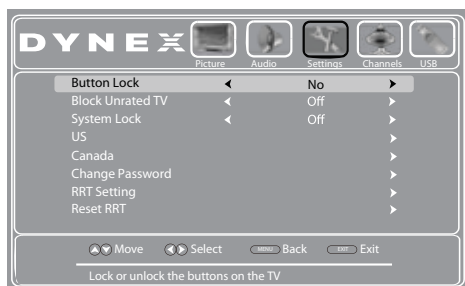 DYNEX
Picture Audio Settings Channels USB
Button Lock No
Block Unrated TV Off
System Lock Off
US
Canada
Change Password
RRT Setting
Reset RRT
Move Select MENU Back EXIT Exit
Lock or unlock the buttons on the TV